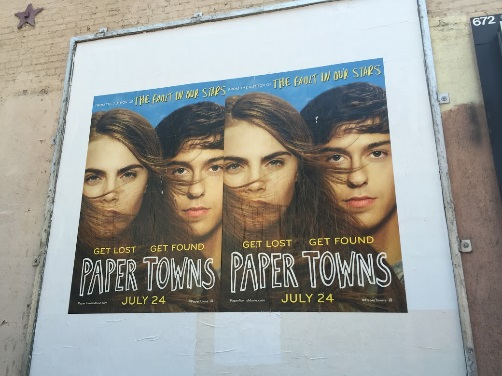 672
THE FAULT IN OUR STARS
GET LOST GET FOUND
PAPER TOWNS
JULY 24
THE FAULT IN OUR STARS
GET LOST GET FOUND
PAPER TOWNS
JULY 24